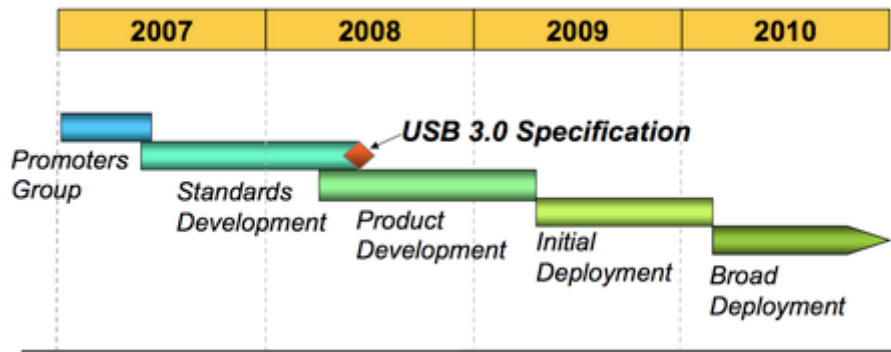 2007 2008 2009 2010
USB 3.0 Specification
Promoters
Group
Standards
Development
Product
Development
Initial
Deployment
Broad
Deployment